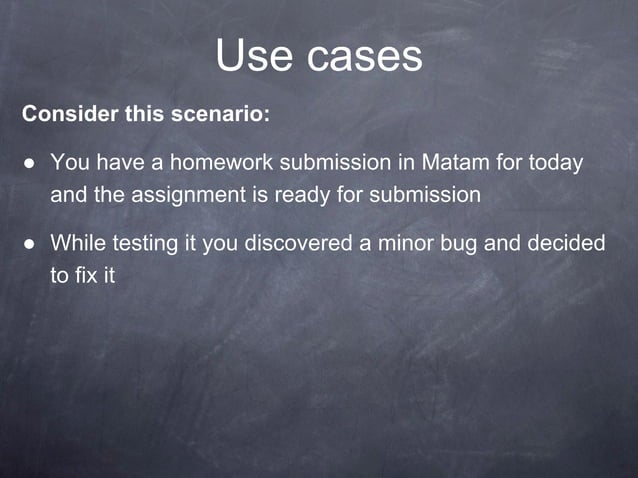 Use cases
Consider this scenario:
● You have a homework submission in Matam for today
and the assignment is ready for submission
● While testing it you discovered a minor bug and decided
to fix it